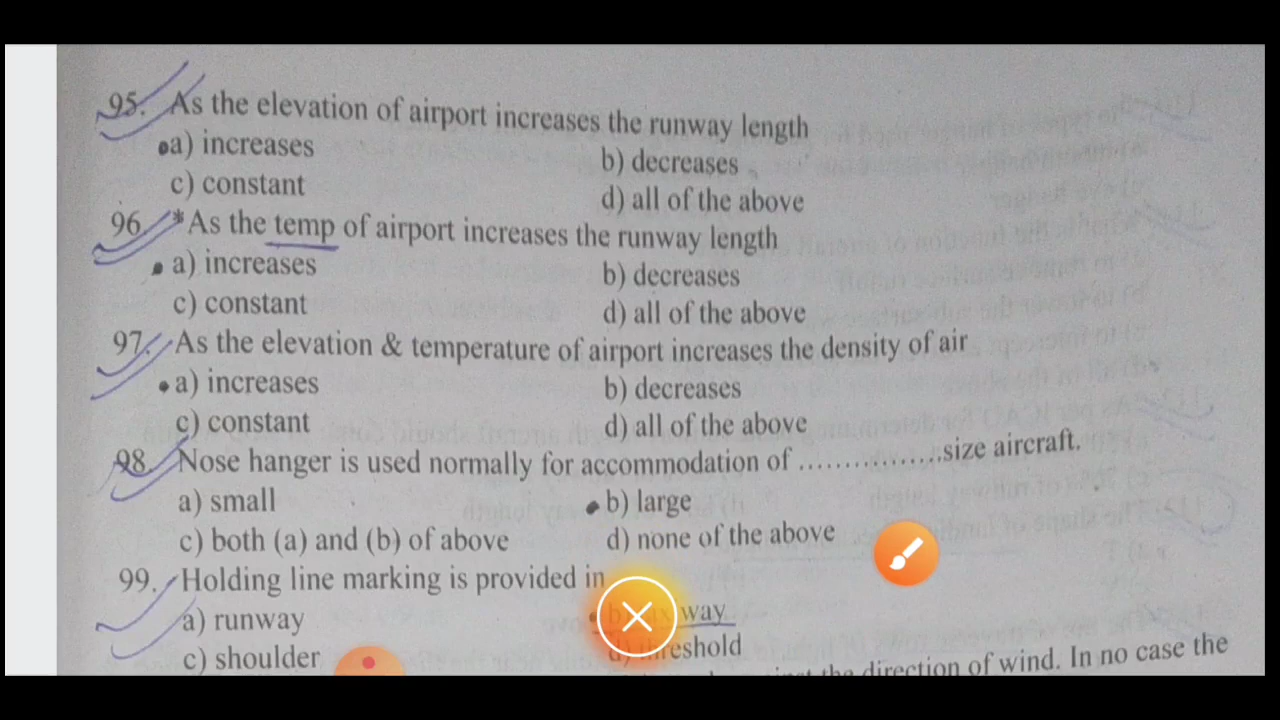 95. As the elevation of airport increases the runway length
a) increases
b) decreases
c) constant
d) all of the above
96. *As the temp of airport increases the runway length
a) increases
b) decreases
c) constant
d) all of the above
97. As the elevation & temperature of airport increases the density of air
a) increases
b) decreases
c) constant
d) all of the above
98. Nose hanger is used normally for accommodation of ................size aircraft.
a) small
b) large
c) both (a) and (b) of above
d) none of the above
99. Holding line marking is provided in
a) runway
way
c) shoulder
d) threshold
the direction of wind. In no case the